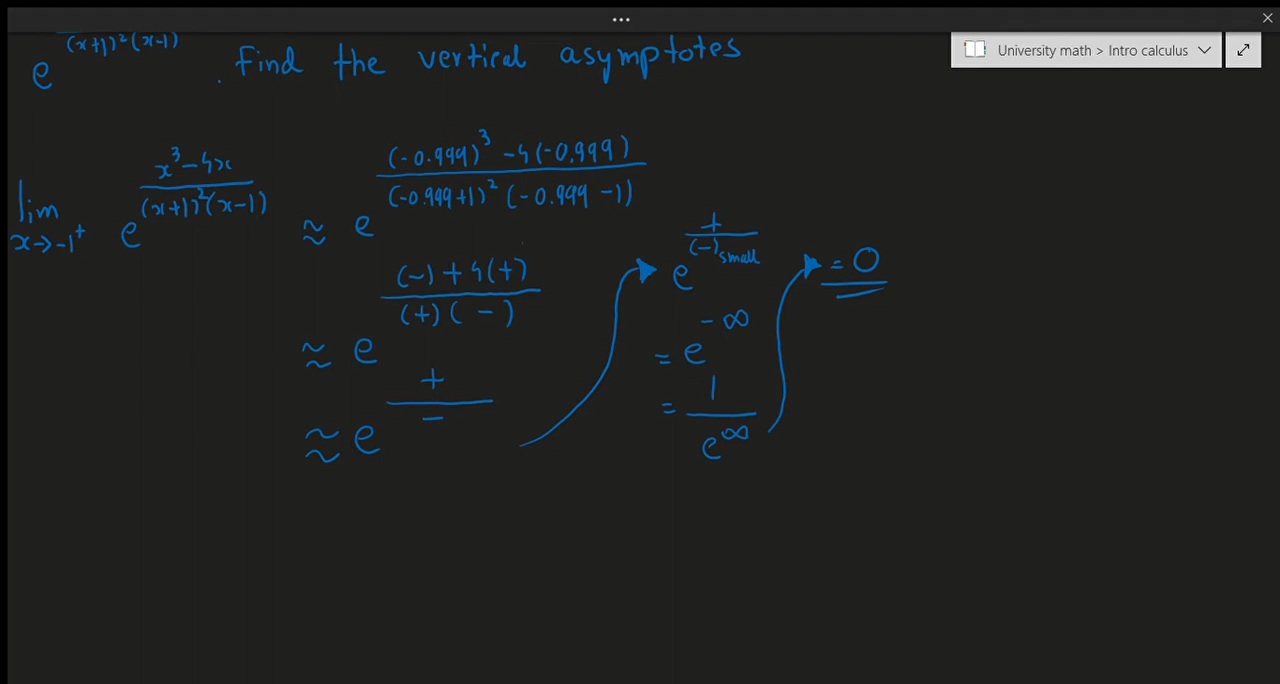 ...
×
(x+1)²(x-1)
e . Find the vertical asymptotes
University math > Intro calculus
lim x→-1⁺ e^((x³-4x)/((x+1)²(x-1))) ≈ e^(((-0.999)³-4(-0.999))/((-0.999+1)²(-0.999-1)))
≈ e^(((-)+4(+))/((+)(-)))
≈ e^(+/-)
e^(+/(-)small)
= e^(-∞)
= 1/e^∞
= 0